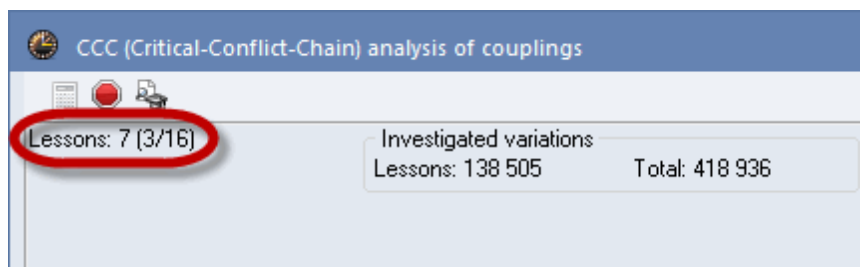 CCC (Critical-Conflict-Chain) analysis of couplings
Lessons: 7 (3/16)
Investigated variations
Lessons: 138 505 Total: 418 936